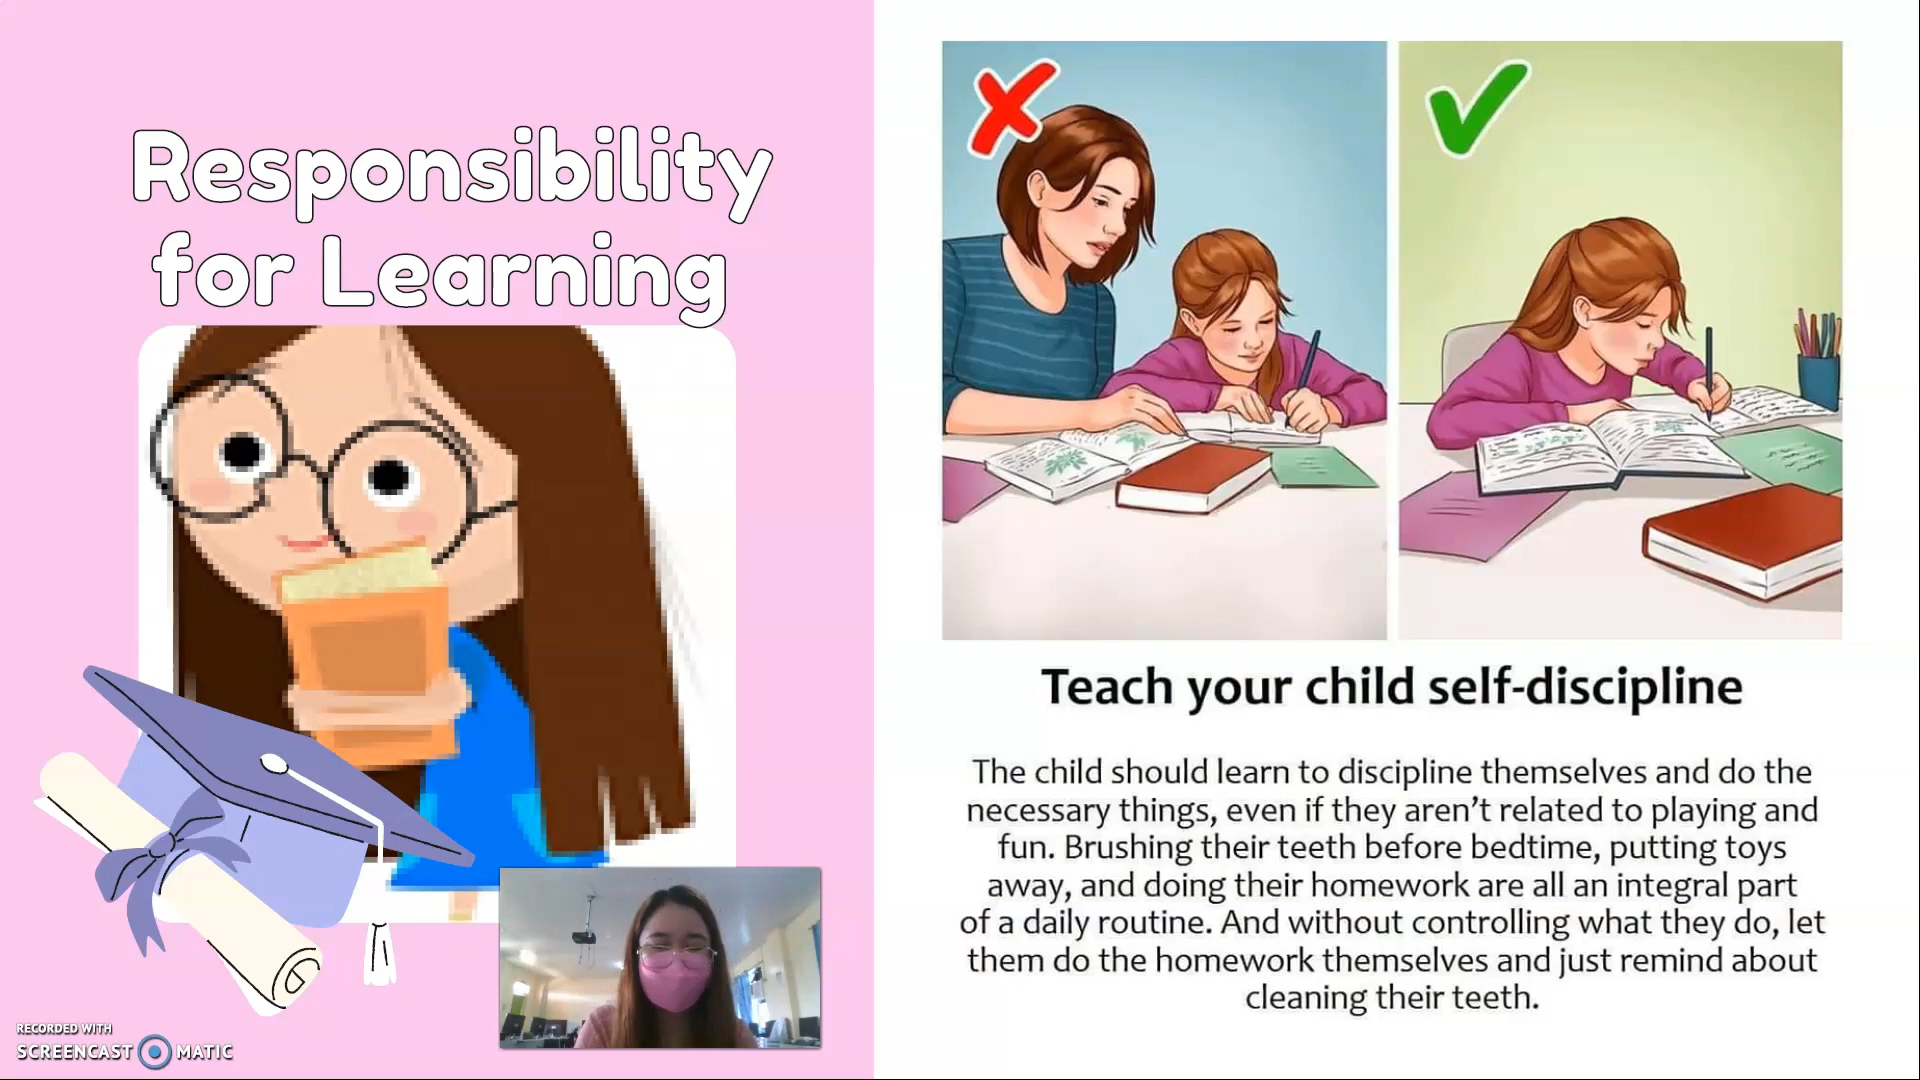 Responsibility
for Learning
Teach your child self-discipline
The child should learn to discipline themselves and do the
necessary things, even if they aren't related to playing and
fun. Brushing their teeth before bedtime, putting toys
away, and doing their homework are all an integral part
of a daily routine. And without controlling what they do, let
them do the homework themselves and just remind about
cleaning their teeth.
RECORDED WITH
SCREENCAST MATIC